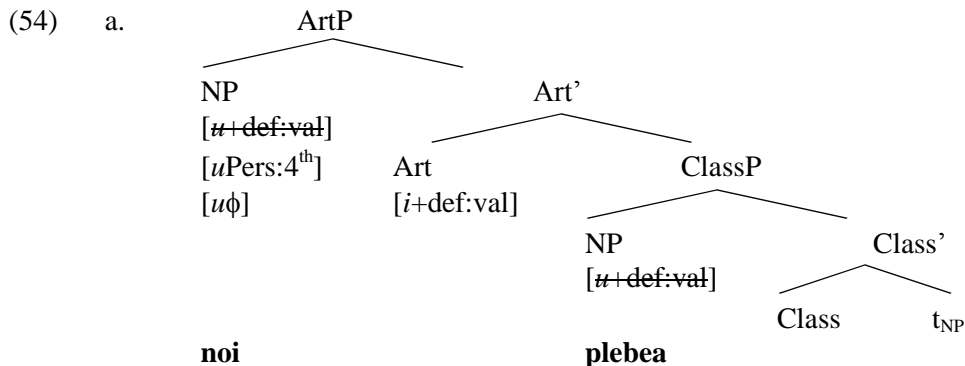 (54) a. ArtP
NP Art’
[u+def:val]
[uPers:4th] Art ClassP
[uϕ] [i+def:val]
NP Class’
[u+def:val]
Class tNP
noi plebea